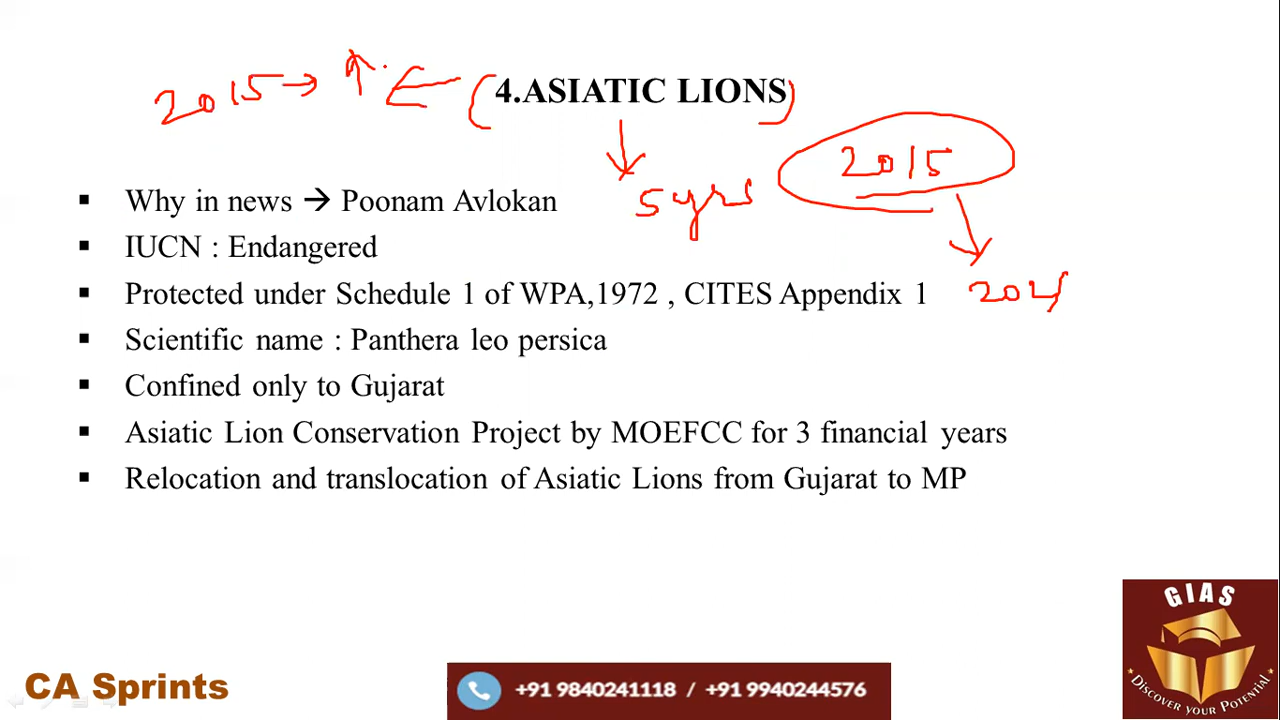 2015 → ↑ ← (4.ASIATIC LIONS)
2015
5 yrs
▪ Why in news → Poonam Avlokan
▪ IUCN : Endangered
▪ Protected under Schedule 1 of WPA,1972 , CITES Appendix 1
▪ Scientific name : Panthera leo persica
▪ Confined only to Gujarat
▪ Asiatic Lion Conservation Project by MOEFCC for 3 financial years
▪ Relocation and translocation of Asiatic Lions from Gujarat to MP
GIAS
DISCOVER YOUR POTENTIAL
CA Sprints
+91 9840241118 / +91 9940244576